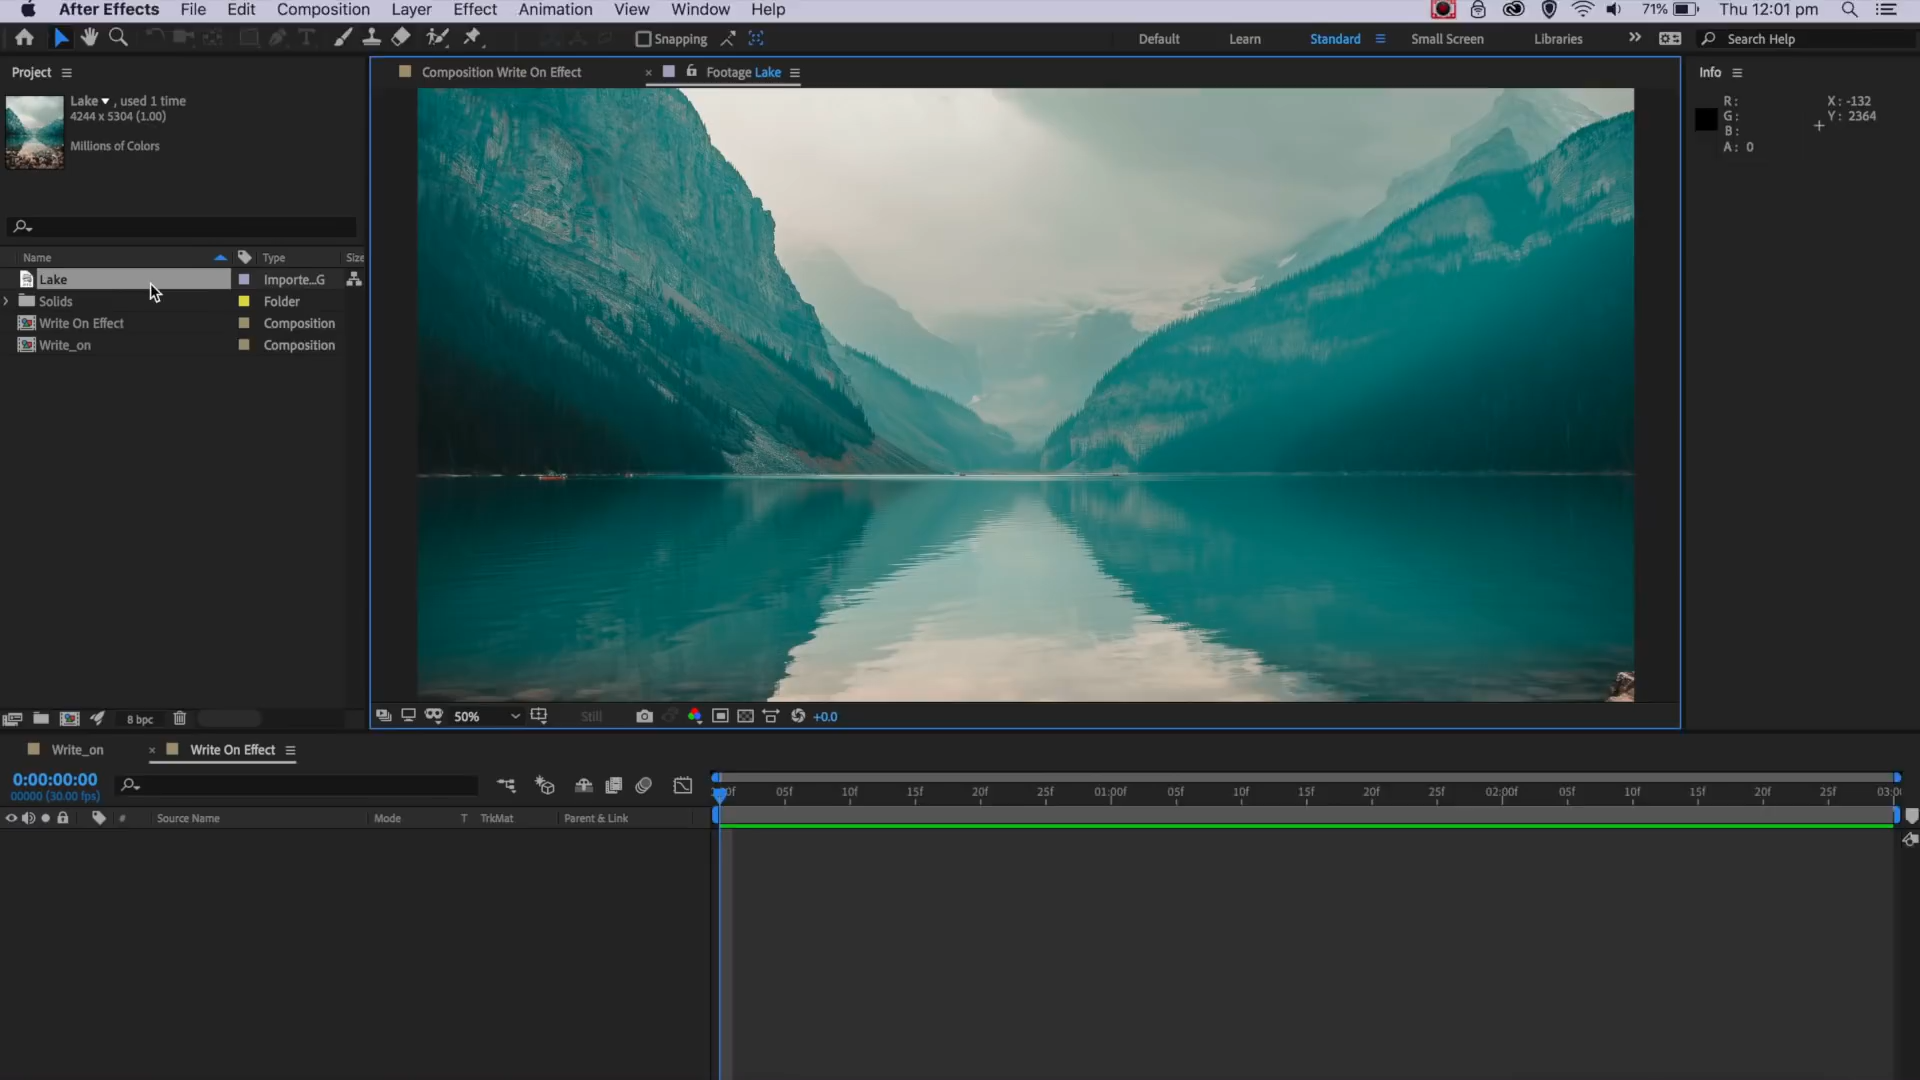 After Effects File Edit Composition Layer Effect Animation View Window Help 71% Thu 12:01 pm
Snapping Default Learn Standard Small Screen Libraries Search Help
Project
Composition Write On Effect
Footage Lake
Info
Lake , used 1 time
4244 x 5304 (1.00)
Millions of Colors
R:
G:
B:
A: 0
X: -132
Y: 2364
Name Type Size
Lake Importe...G
Solids Folder
Write On Effect Composition
Write_on Composition
8 bpc
50% Still +0.0
Write_on
Write On Effect
0:00:00:00
00000 (30.00 fps)
05f 10f 15f 20f 25f 01:00f 05f 10f 15f 20f 25f 02:00f 05f 10f 15f 20f 25f
# Source Name Mode T TrkMat Parent & Link